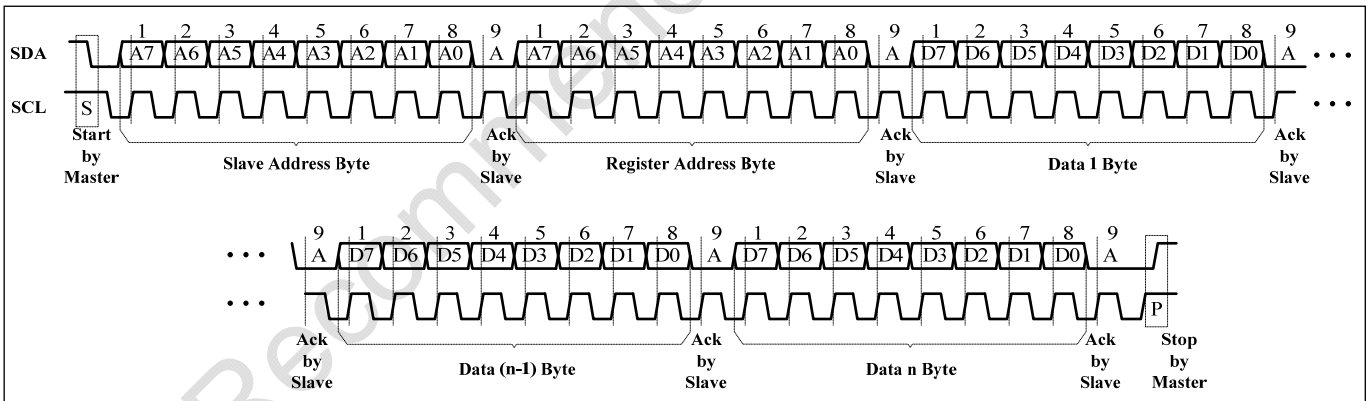 1 2 3 4 5 6 7 8 9 1 2 3 4 5 6 7 8 9 1 2 3 4 5 6 7 8 9
SDA A7 A6 A5 A4 A3 A2 A1 A0 A A7 A6 A5 A4 A3 A2 A1 A0 A D7 D6 D5 D4 D3 D2 D1 D0 A • • •
SCL S • • •
Start by Master
Slave Address Byte
Ack by Slave
Register Address Byte
Ack by Slave
Data 1 Byte
Ack by Slave
9 1 2 3 4 5 6 7 8 9 1 2 3 4 5 6 7 8 9
• • • A D7 D6 D5 D4 D3 D2 D1 D0 A D7 D6 D5 D4 D3 D2 D1 D0 A
• • • P
Ack by Slave
Data (n-1) Byte
Ack by Slave
Data n Byte
Ack by Slave
Stop by Master
Recommen